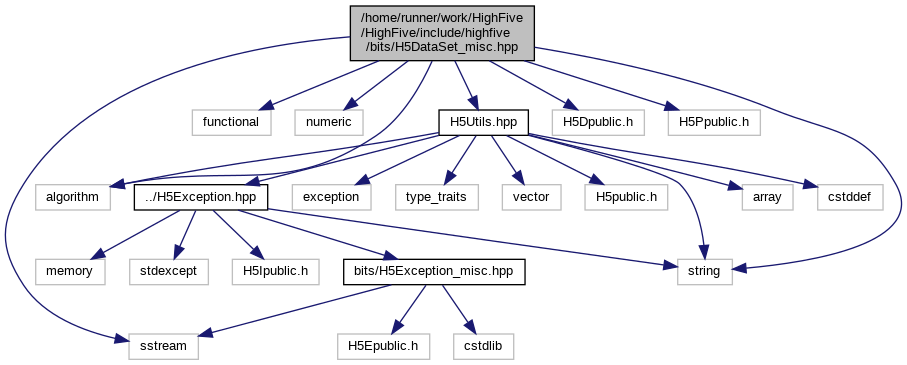 /home/runner/work/HighFive
/HighFive/include/highfive
/bits/H5DataSet_misc.hpp
functional
numeric
H5Utils.hpp
H5Dpublic.h
H5Ppublic.h
algorithm
../H5Exception.hpp
exception
type_traits
vector
H5public.h
array
cstddef
memory
stdexcept
H5Ipublic.h
bits/H5Exception_misc.hpp
string
sstream
H5Epublic.h
cstdlib